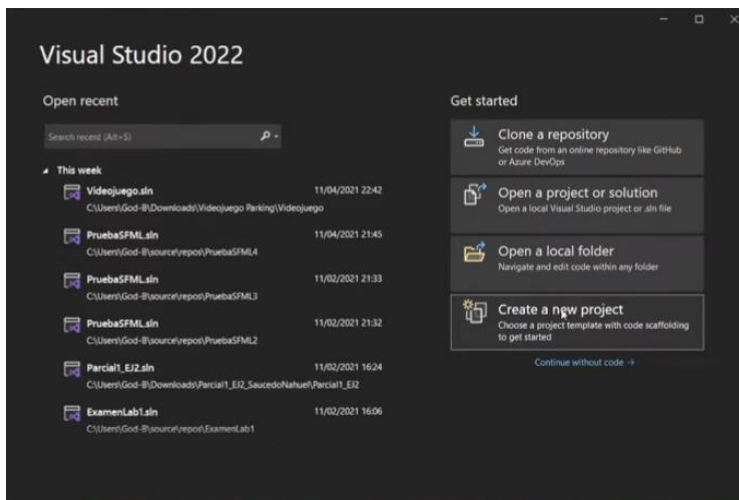 Visual Studio 2022
Open recent
Search recent (Alt+S)
This week
Videojuego.sln 11/04/2021 22:42
C:\Users\God-B\Downloads\Videojuego Parking\Videojuego
PruebaSFML.sln 11/04/2021 21:45
C:\Users\God-B\source\repos\PruebaSFML4
PruebaSFML.sln 11/02/2021 21:33
C:\Users\God-B\source\repos\PruebaSFML3
PruebaSFML.sln 11/02/2021 21:32
C:\Users\God-B\source\repos\PruebaSFML2
Parcial1_EJ2.sln 11/02/2021 16:24
C:\Users\God-B\Downloads\Parcial1_EJ2_SaucedoNahuel\Parcial1_EJ2
ExamenLab1.sln 11/02/2021 16:06
C:\Users\God-B\source\repos\ExamenLab1
Get started
Clone a repository
Get code from an online repository like GitHub
or Azure DevOps
Open a project or solution
Open a local Visual Studio project or .sln file
Open a local folder
Navigate and edit code within any folder
Create a new project
Choose a project template with code scaffolding
to get started
Continue without code →